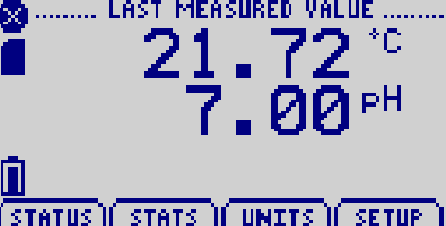 LAST MEASURED VALUE
21.72 °C
7.00 pH
STATUS STATS UNITS SETUP